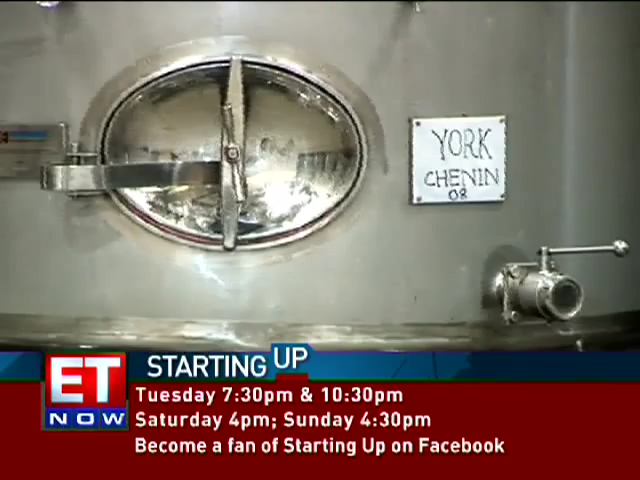 YORK
CHENIN
08
ET
NOW
STARTING UP
Tuesday 7:30pm & 10:30pm
Saturday 4pm; Sunday 4:30pm
Become a fan of Starting Up on Facebook